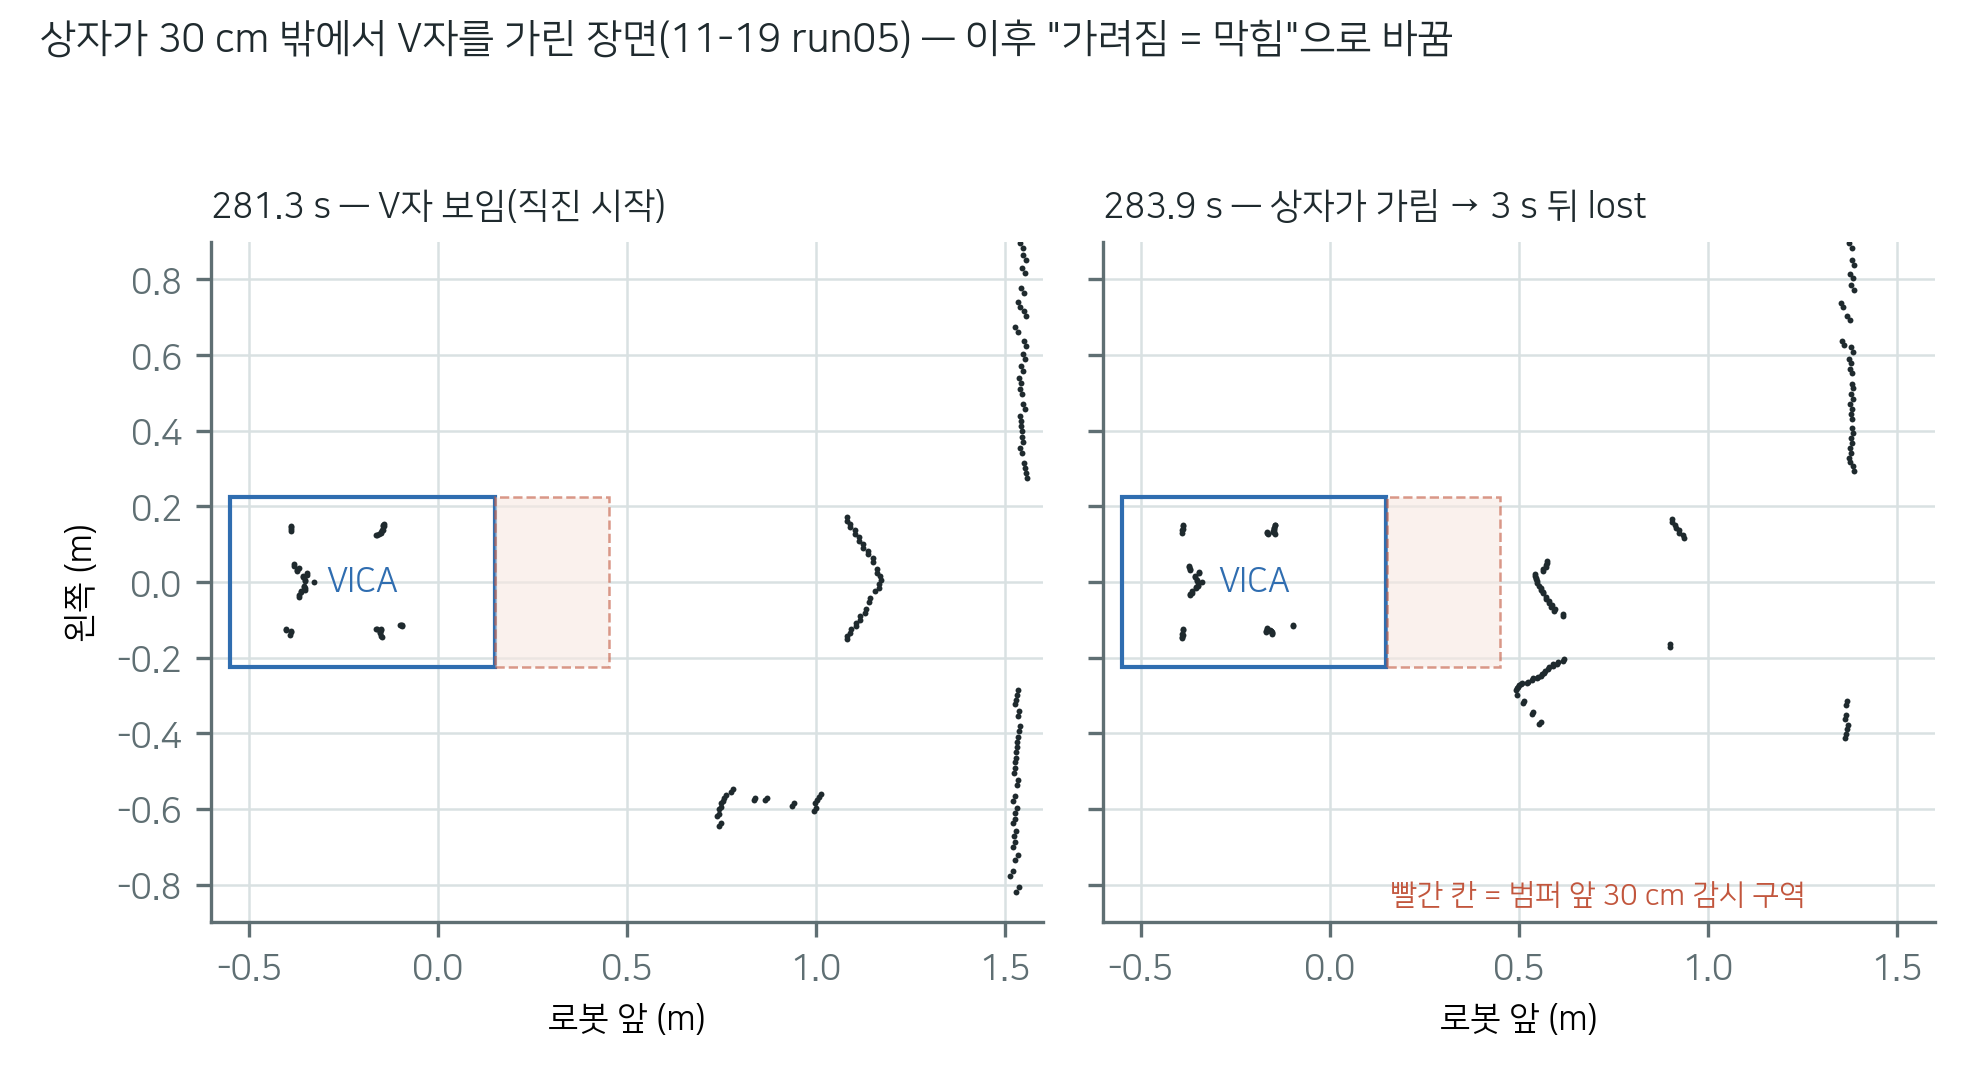 상자가 30 cm 밖에서 V자를 가린 장면(11-19 run05) — 이후 "가려짐 = 막힘"으로 바꿈
281.3 s — V자 보임(직진 시작)
283.9 s — 상자가 가림 → 3 s 뒤 lost
왼쪽 (m)
0.8
0.6
0.4
0.2
0.0
-0.2
-0.4
-0.6
-0.8
VICA
VICA
빨간 칸 = 범퍼 앞 30 cm 감시 구역
-0.5 0.0 0.5 1.0 1.5
-0.5 0.0 0.5 1.0 1.5
로봇 앞 (m)
로봇 앞 (m)